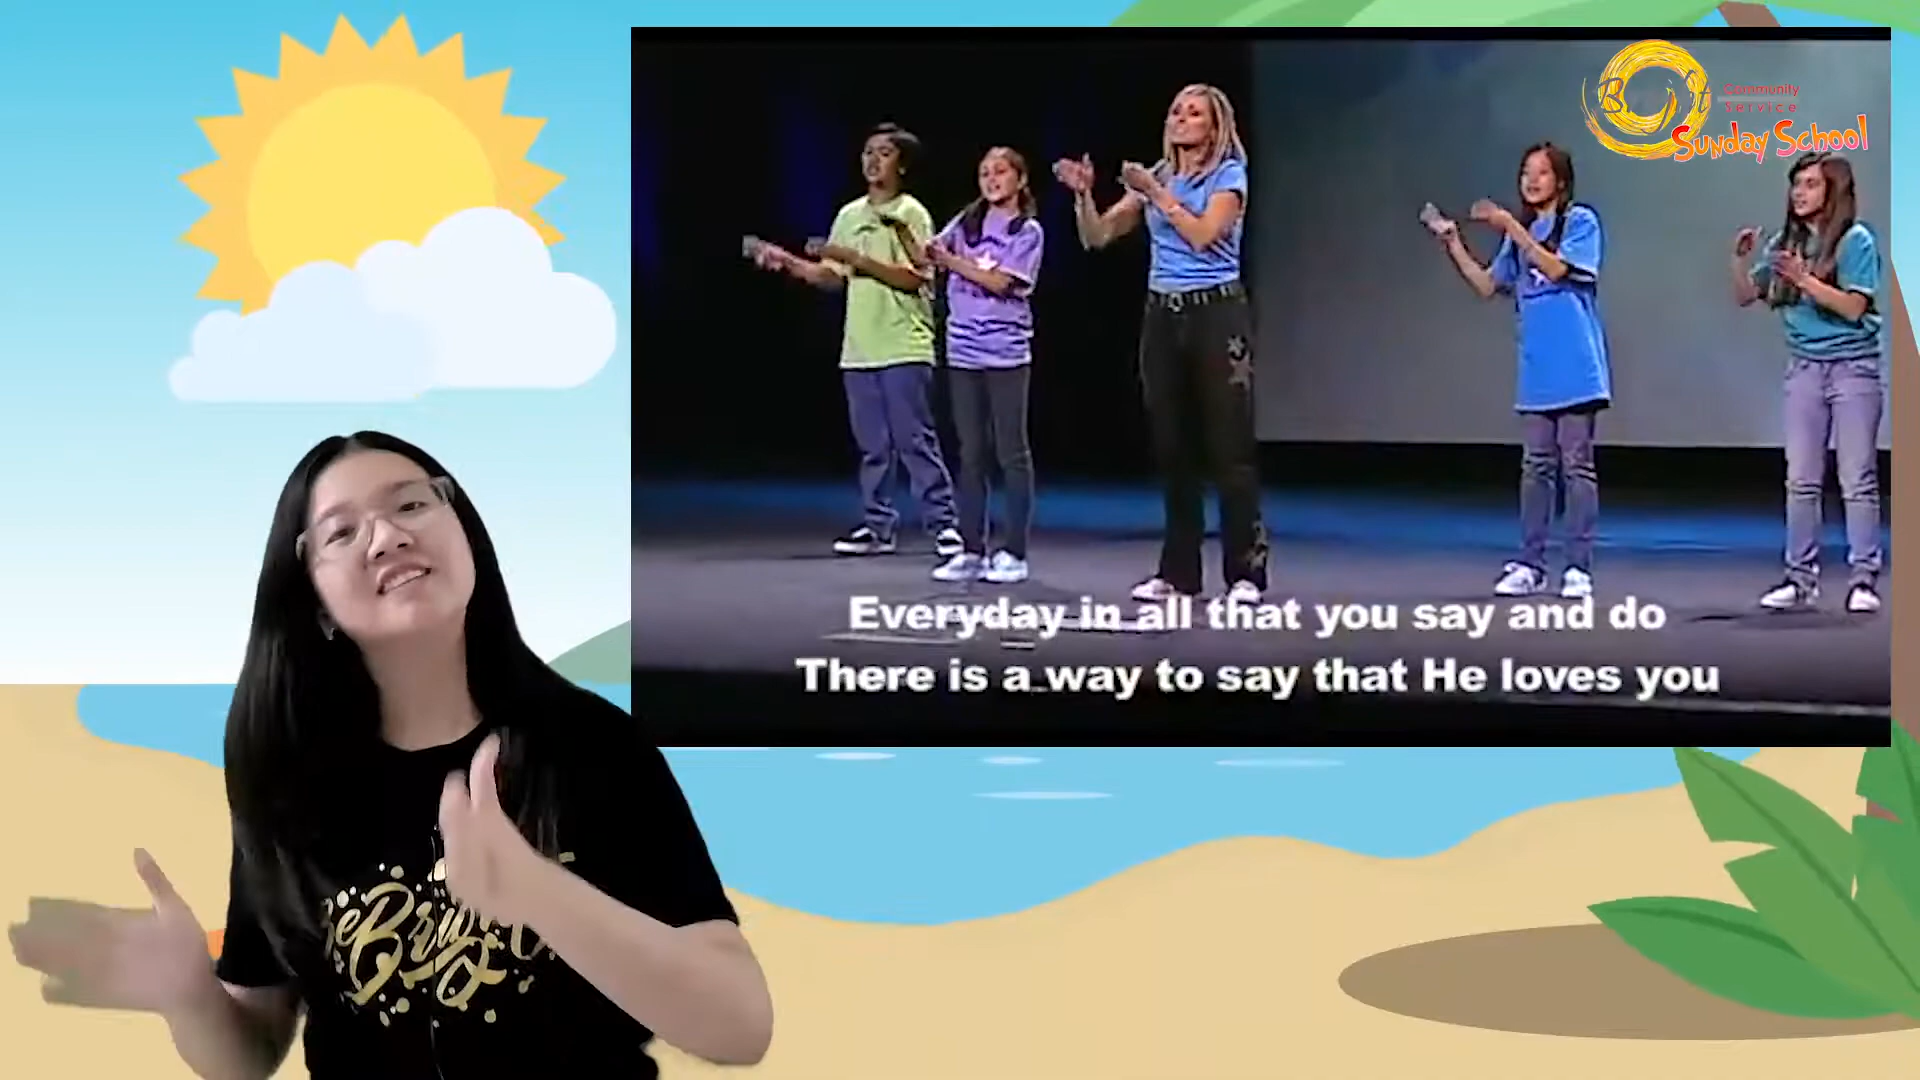 Community
Service
Sunday School
Everyday in all that you say and do
There is a way to say that He loves you